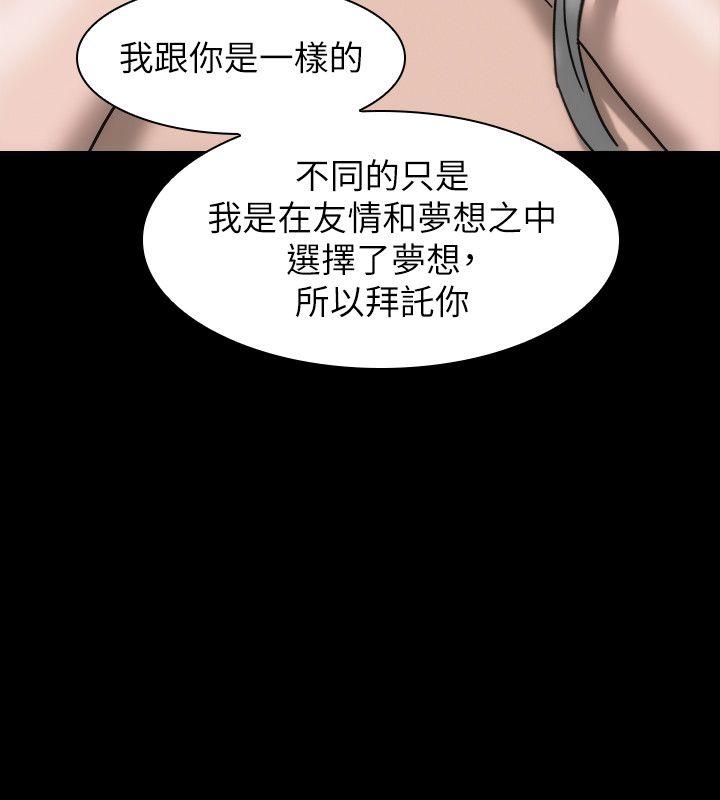 我跟你是一樣的
不同的只是
我是在友情和夢想之中
選擇了夢想，
所以拜託你